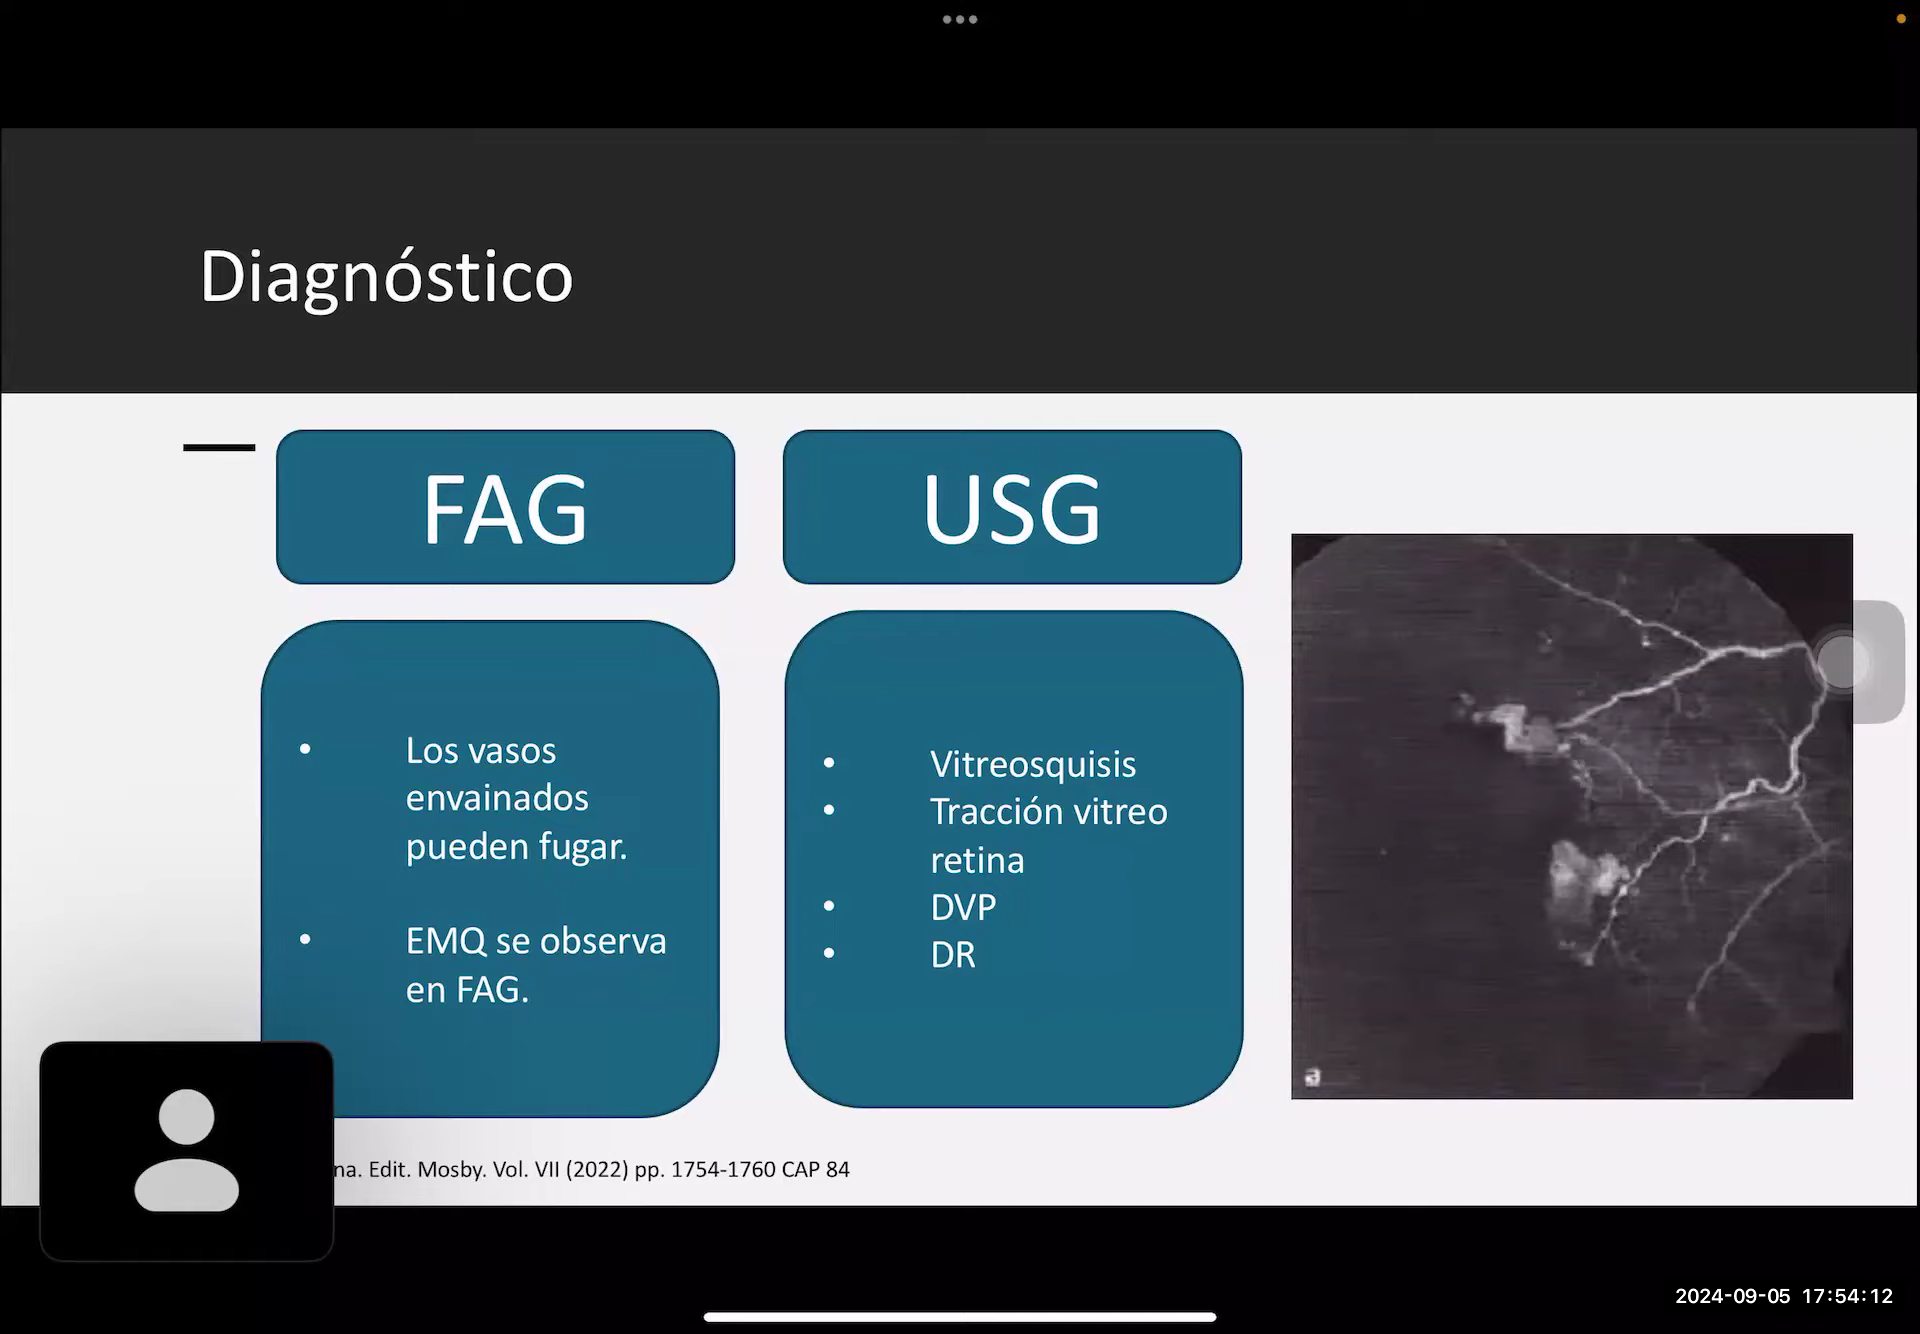 Diagnóstico
FAG
USG
• Los vasos
envainados
pueden fugar.
• EMQ se observa
en FAG.
• Vitreosquisis
• Tracción vitreo
retina
• DVP
• DR
a
na. Edit. Mosby. Vol. VII (2022) pp. 1754-1760 CAP 84
2024-09-05 17:54:12